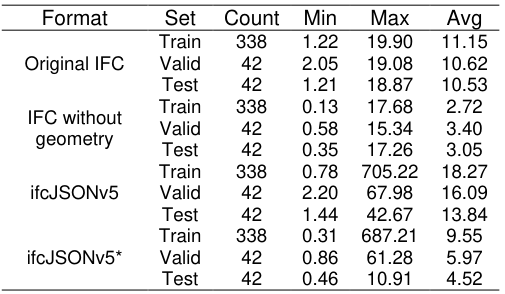 Format Set Count Min Max Avg
Original IFC Train 338 1.22 19.90 11.15
Valid 42 2.05 19.08 10.62
Test 42 1.21 18.87 10.53
IFC without geometry Train 338 0.13 17.68 2.72
Valid 42 0.58 15.34 3.40
Test 42 0.35 17.26 3.05
ifcJSONv5 Train 338 0.78 705.22 18.27
Valid 42 2.20 67.98 16.09
Test 42 1.44 42.67 13.84
ifcJSONv5* Train 338 0.31 687.21 9.55
Valid 42 0.86 61.28 5.97
Test 42 0.46 10.91 4.52